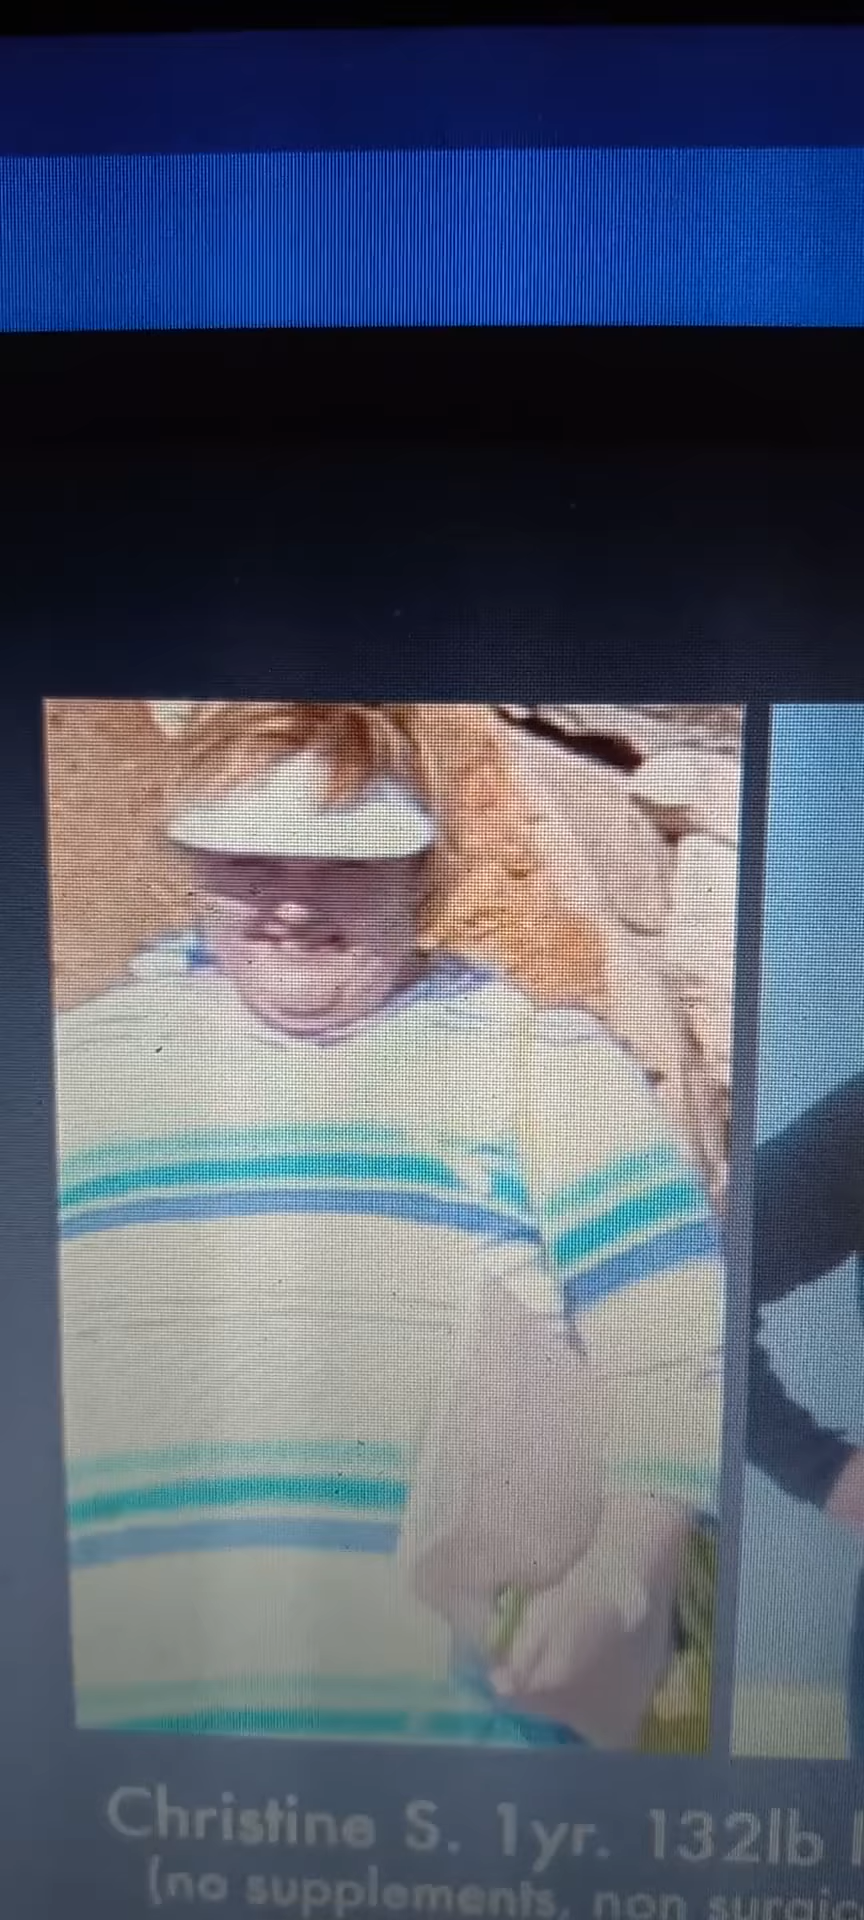 Christine S. 1yr. 132lb
(no supplements, non